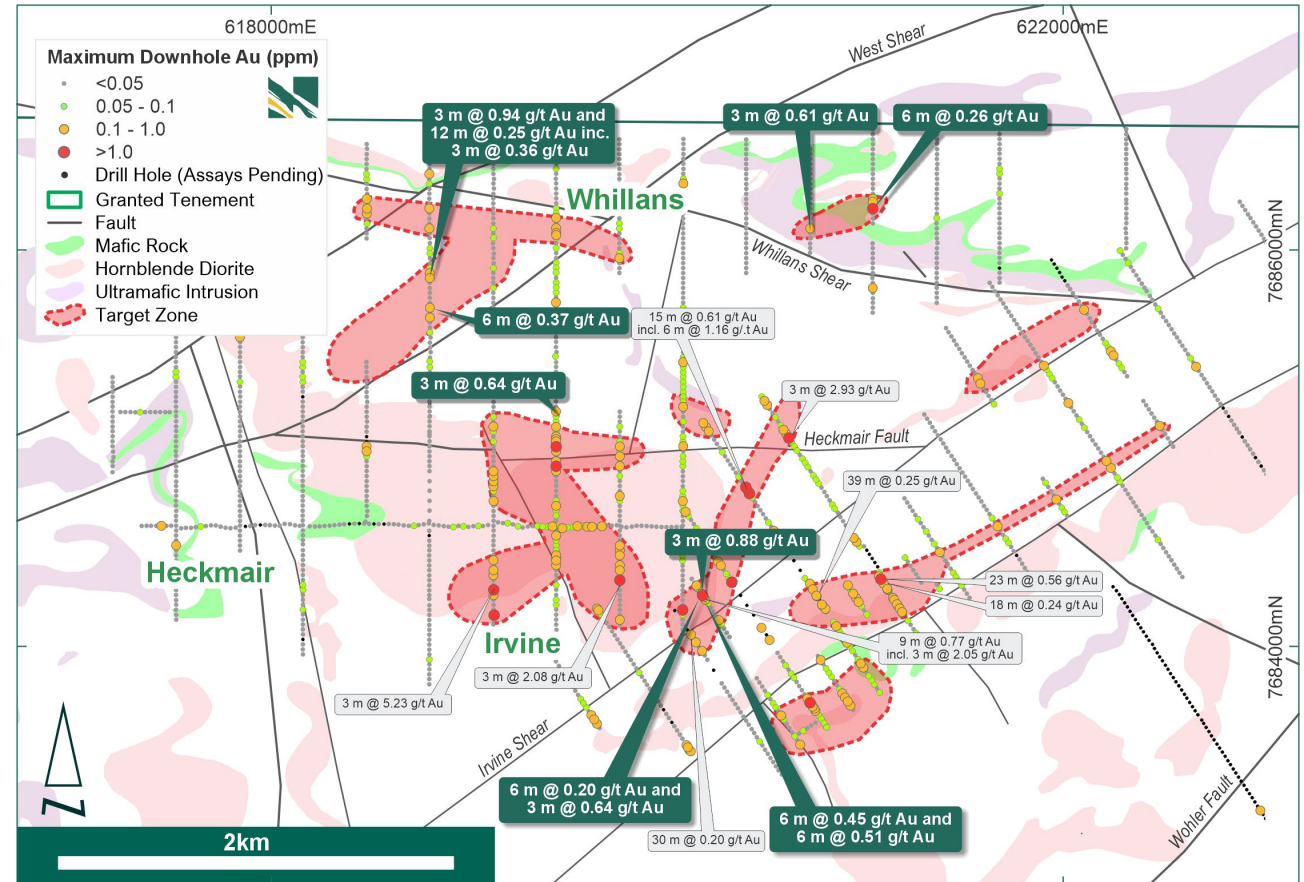 618000mE
622000mE
West Shear
Maximum Downhole Au (ppm)
<0.05
0.05 - 0.1
0.1 - 1.0
>1.0
Drill Hole (Assays Pending)
Granted Tenement
Fault
Mafic Rock
Hornblende Diorite
Ultramafic Intrusion
Target Zone
3 m @ 0.94 g/t Au and
12 m @ 0.25 g/t Au inc.
3 m @ 0.36 g/t Au
3 m @ 0.61 g/t Au
6 m @ 0.26 g/t Au
Whillans
7686000mN
Whillans Shear
6 m @ 0.37 g/t Au
15 m @ 0.61 g/t Au
incl. 6 m @ 1.16 g/.t Au
3 m @ 0.64 g/t Au
3 m @ 2.93 g/t Au
Heckmair Fault
39 m @ 0.25 g/t Au
3 m @ 0.88 g/t Au
Heckmair
23 m @ 0.56 g/t Au
18 m @ 0.24 g/t Au
Irvine
9 m @ 0.77 g/t Au
incl. 3 m @ 2.05 g/t Au
7684000mN
3 m @ 2.08 g/t Au
3 m @ 5.23 g/t Au
Irvine Shear
6 m @ 0.20 g/t Au and
3 m @ 0.64 g/t Au
6 m @ 0.45 g/t Au and
6 m @ 0.51 g/t Au
30 m @ 0.20 g/t Au
Wohler Fault
N
2km